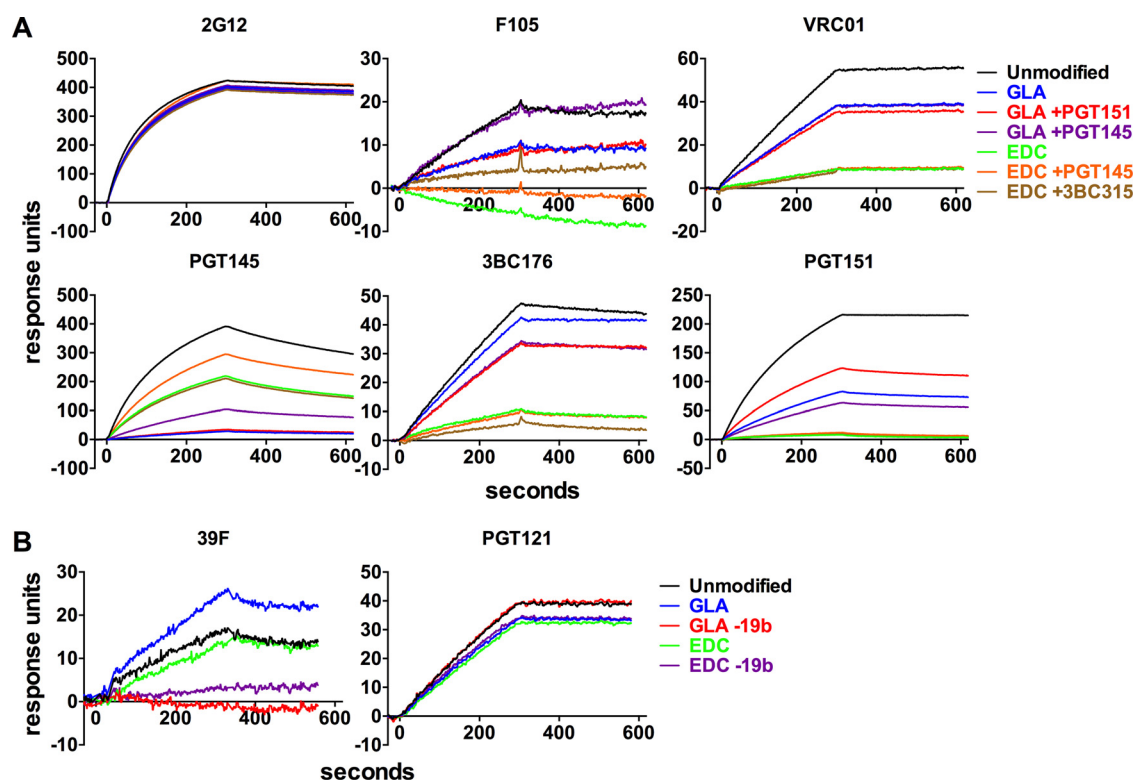 A
2G12
F105
VRC01
500
400
300
200
100
0
-100
200 400 600
30
20
10
0
-10
0 200 400 600
60
40
20
0
-20
0 200 400 600
Unmodified
GLA
GLA +PGT151
GLA +PGT145
EDC
EDC +PGT145
EDC +3BC315
response units
PGT145
3BC176
PGT151
500
400
300
200
100
0
-100
0 200 400 600
50
40
30
20
10
0
-10
0 200 400 600
250
200
150
100
50
0
-50
0 200 400 600
seconds
B
39F
PGT121
response units
30
20
10
0
-10
0 200 400 600
50
40
30
20
10
0
-10
0 200 400 600
Unmodified
GLA
GLA -19b
EDC
EDC -19b
seconds